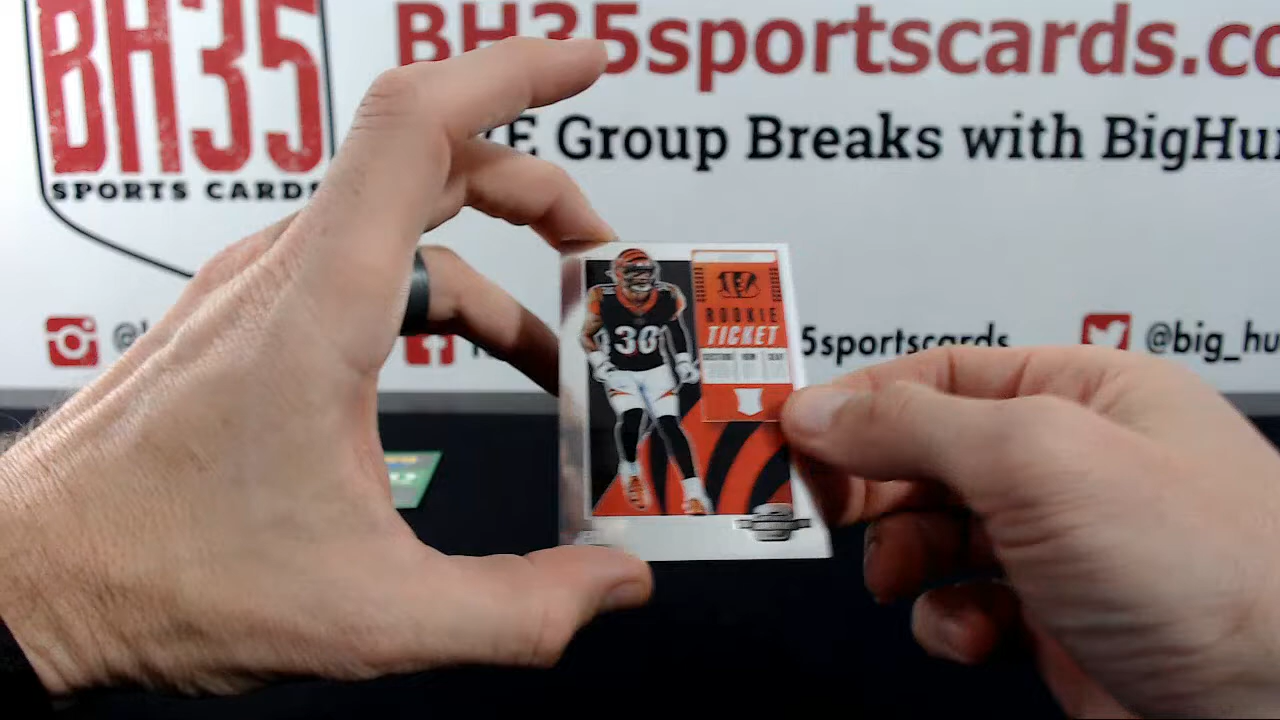 BH35
SPORTS CARDS
BH35sportscards.co
E Group Breaks with BigHu
5sportscards
@big_hu
ROOKIE
TICKET
30